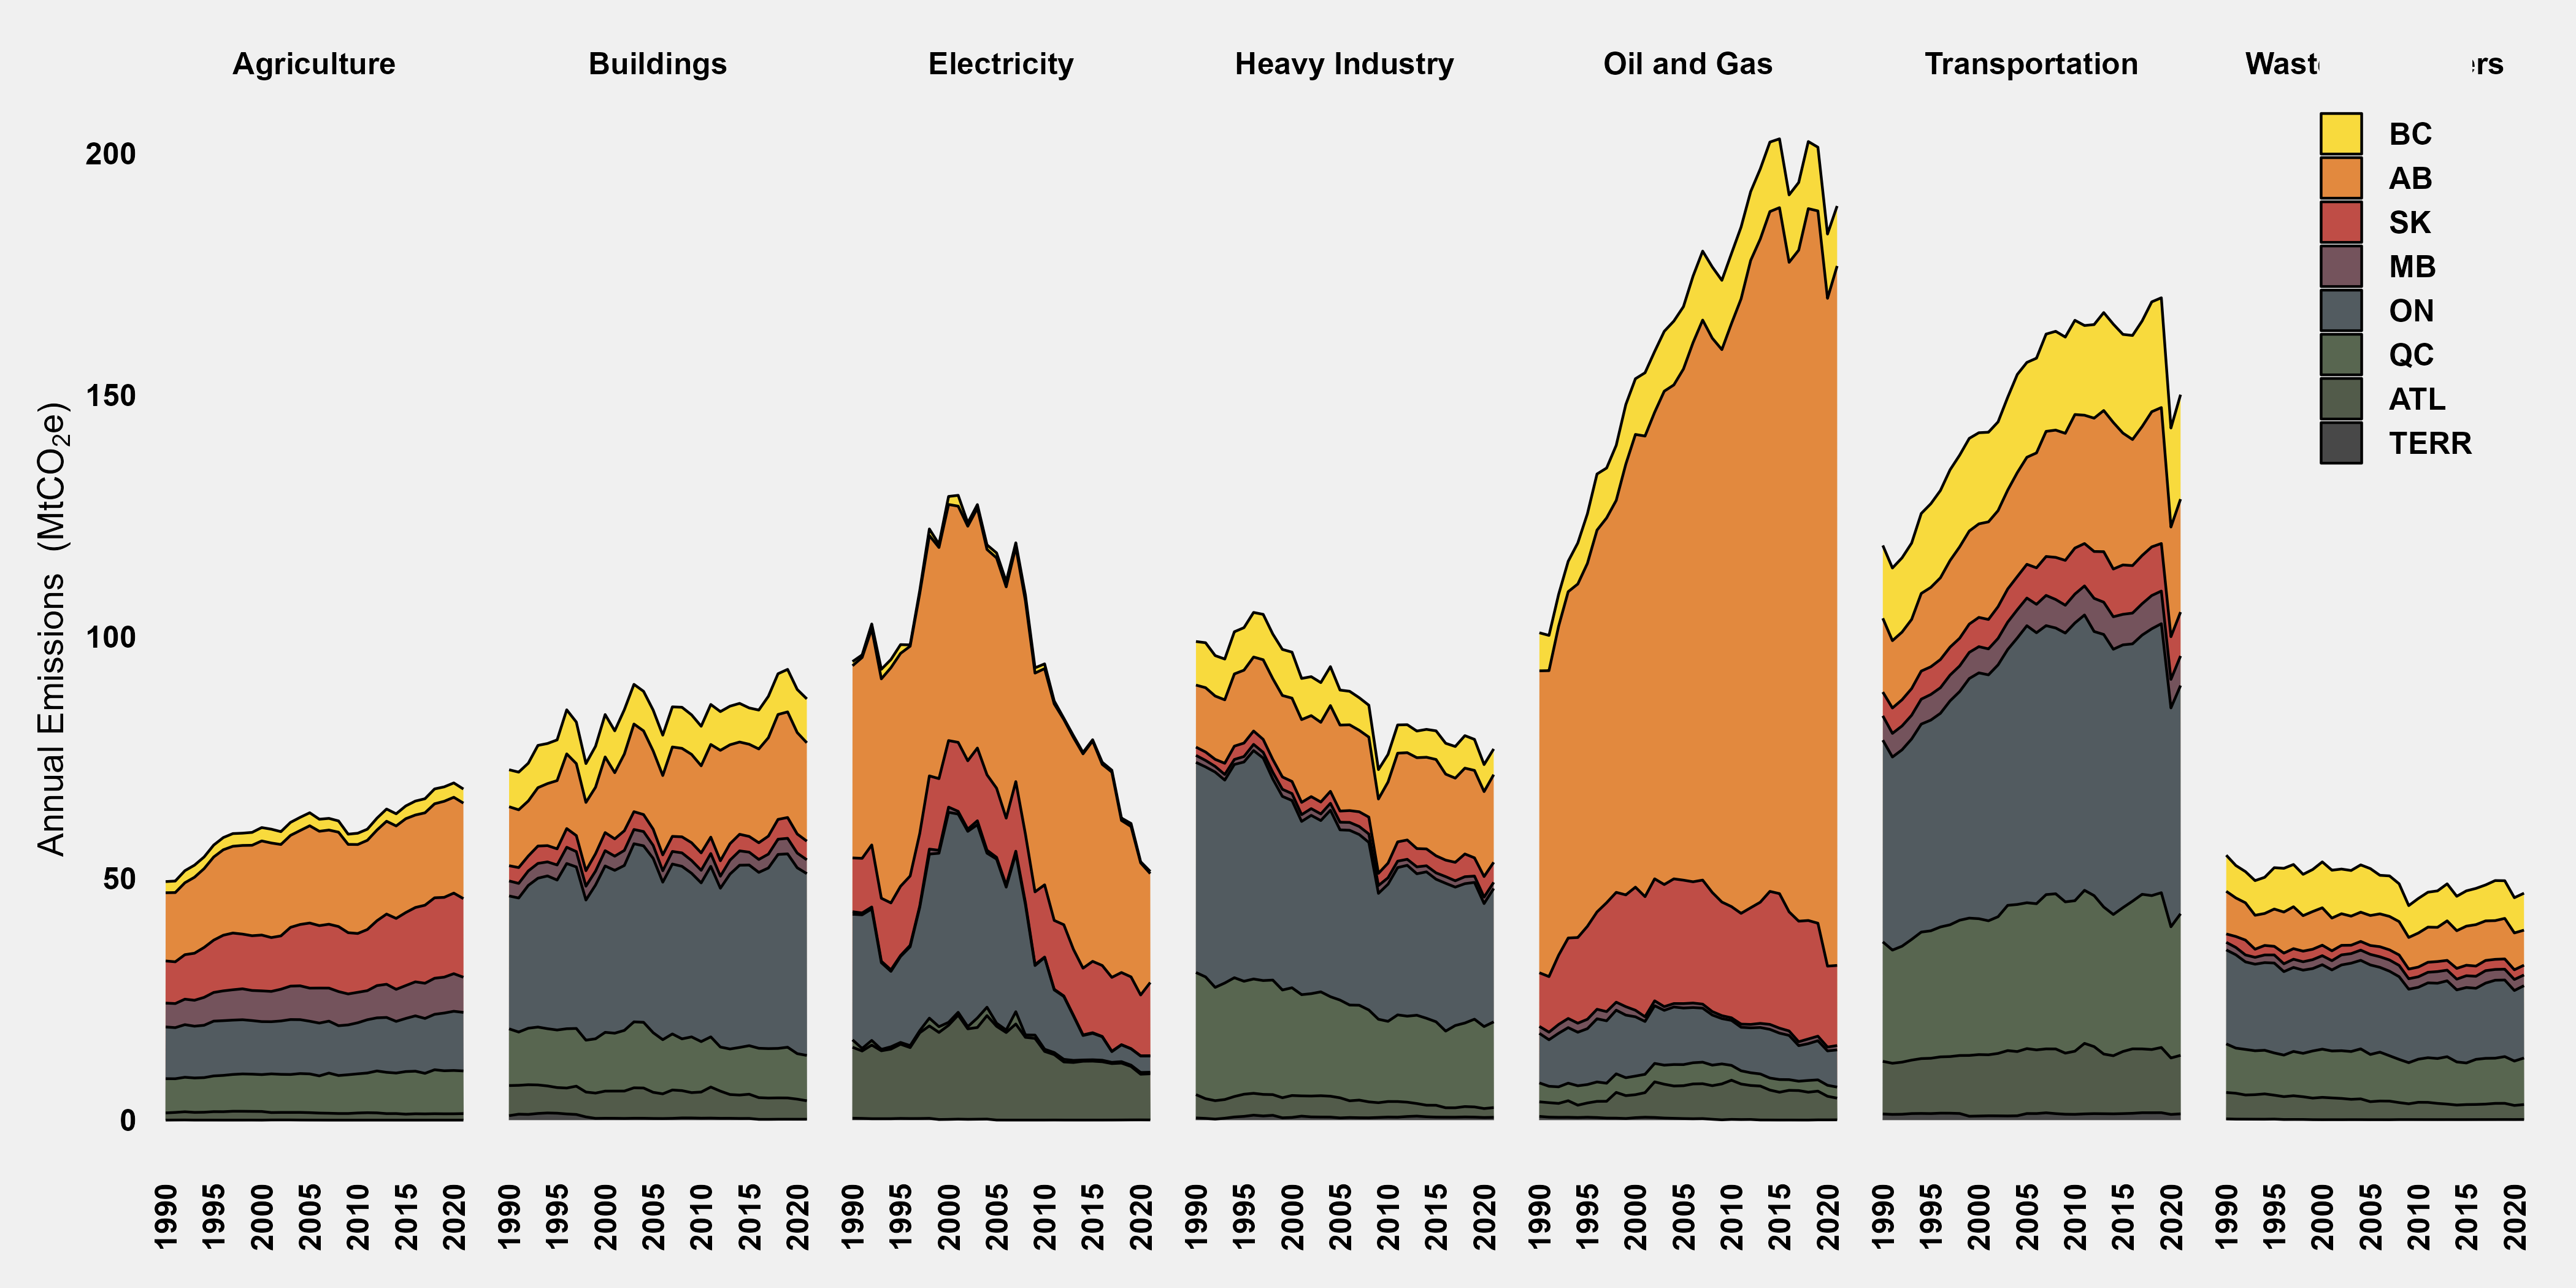 Agriculture Buildings Electricity Heavy Industry Oil and Gas Transportation
BC
AB
SK
MB
ON
QC
ATL
TERR
200
150
100
50
0
Annual Emissions (MtCO₂e)
1990 1995 2000 2005 2010 2015 2020 1990 1995 2000 2005 2010 2015 2020 1990 1995 2000 2005 2010 2015 2020 1990 1995 2000 2005 2010 2015 2020 1990 1995 2000 2005 2010 2015 2020 1990 1995 2000 2005 2010 2015 2020 1990 1995 2000 2005 2010 2015 2020